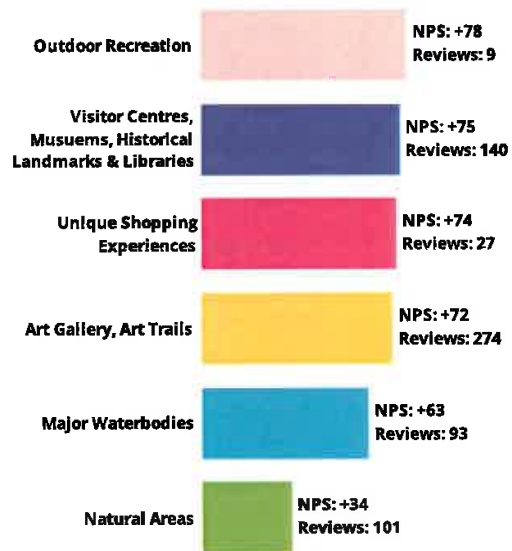 Outdoor Recreation
NPS: +78
Reviews: 9
Visitor Centres,
Musuems, Historical
Landmarks & Libraries
NPS: +75
Reviews: 140
Unique Shopping
Experiences
NPS: +74
Reviews: 27
Art Gallery, Art Trails
NPS: +72
Reviews: 274
Major Waterbodies
NPS: +63
Reviews: 93
Natural Areas
NPS: +34
Reviews: 101